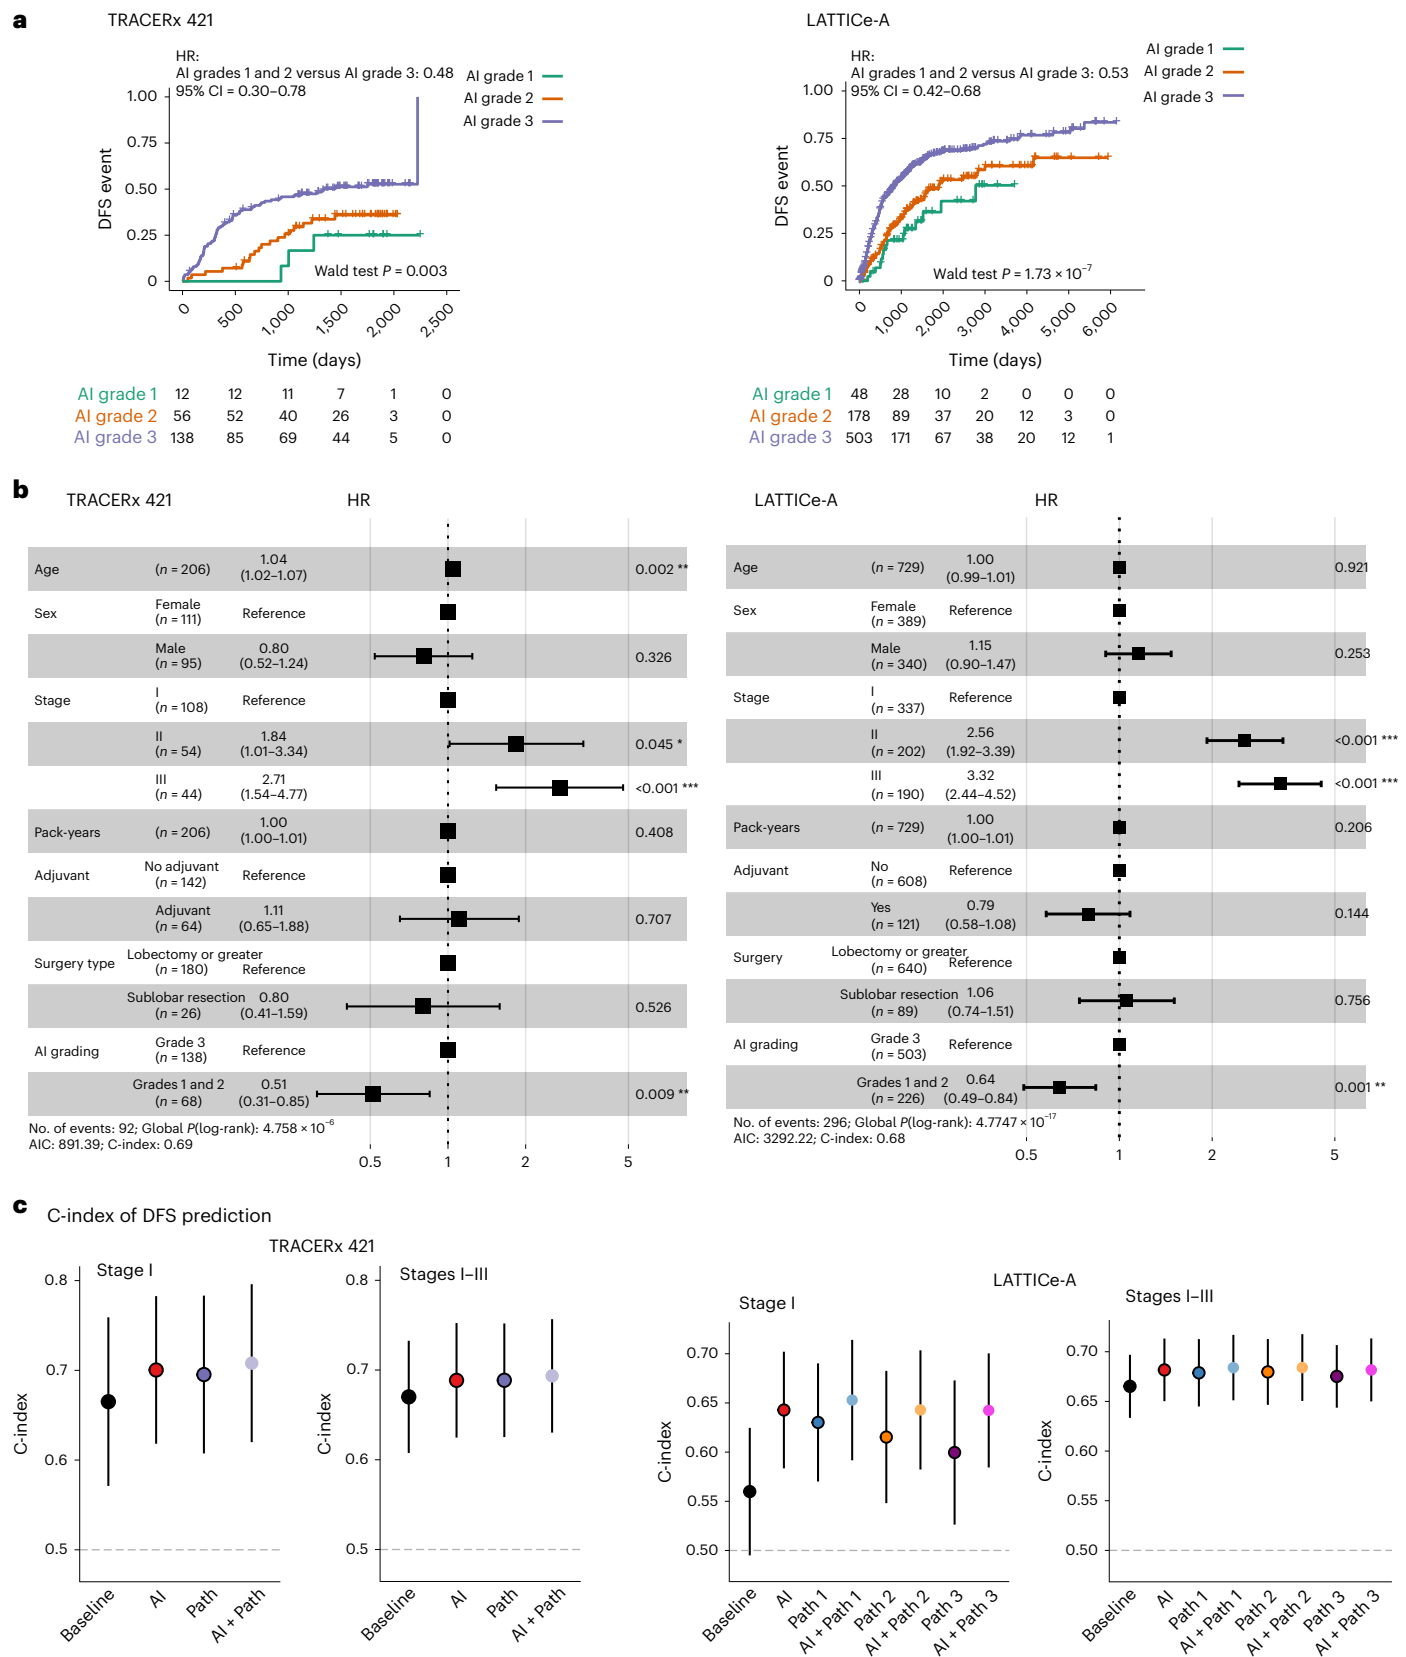 a
TRACERx 421
HR:
AI grades 1 and 2 versus AI grade 3: 0.48
95% CI = 0.30–0.78
AI grade 1
AI grade 2
AI grade 3
1.00
0.75
0.50
0.25
0
DFS event
Wald test P = 0.003
0
500
1,000
1,500
2,000
2,500
Time (days)
AI grade 1 12 12 11 7 1 0
AI grade 2 56 52 40 26 3 0
AI grade 3 138 85 69 44 5 0
LATTICe-A
HR:
AI grades 1 and 2 versus AI grade 3: 0.53
95% CI = 0.42–0.68
AI grade 1
AI grade 2
AI grade 3
1.00
0.75
0.50
0.25
0
DFS event
Wald test P = 1.73 × 10⁻⁷
0
1,000
2,000
3,000
4,000
5,000
6,000
Time (days)
AI grade 1 48 28 10 2 0 0 0
AI grade 2 178 89 37 20 12 3 0
AI grade 3 503 171 67 38 20 12 1
b
TRACERx 421
HR
Age (n = 206) 1.04 (1.02–1.07) 0.002 **
Sex Female (n = 111) Reference
Male (n = 95) 0.80 (0.52–1.24) 0.326
Stage I (n = 108) Reference
II (n = 54) 1.84 (1.01–3.34) 0.045 *
III (n = 44) 2.71 (1.54–4.77) <0.001 ***
Pack-years (n = 206) 1.00 (1.00–1.01) 0.408
Adjuvant No adjuvant (n = 142) Reference
Adjuvant (n = 64) 1.11 (0.65–1.88) 0.707
Surgery type Lobectomy or greater (n = 180) Reference
Sublobar resection (n = 26) 0.80 (0.41–1.59) 0.526
AI grading Grade 3 (n = 138) Reference
Grades 1 and 2 (n = 68) 0.51 (0.31–0.85) 0.009 **
No. of events: 92; Global P(log-rank): 4.758 × 10⁻⁶
AIC: 891.39; C-index: 0.69
0.5 1 2 5
LATTICe-A
HR
Age (n = 729) 1.00 (0.99–1.01) 0.921
Sex Female (n = 389) Reference
Male (n = 340) 1.15 (0.90–1.47) 0.253
Stage I (n = 337) Reference
II (n = 202) 2.56 (1.92–3.39) <0.001 ***
III (n = 190) 3.32 (2.44–4.52) <0.001 ***
Pack-years (n = 729) 1.00 (1.00–1.01) 0.206
Adjuvant No (n = 608) Reference
Yes (n = 121) 0.79 (0.58–1.08) 0.144
Surgery Lobectomy or greater (n = 640) Reference
Sublobar resection (n = 89) 1.06 (0.74–1.51) 0.756
AI grading Grade 3 (n = 503) Reference
Grades 1 and 2 (n = 226) 0.64 (0.49–0.84) 0.001 **
No. of events: 296; Global P(log-rank): 4.7747 × 10⁻¹⁷
AIC: 3292.22; C-index: 0.68
0.5 1 2 5
c
C-index of DFS prediction
TRACERx 421
Stage I
0.8
0.7
0.6
0.5
C-index
Baseline
AI
Path
AI + Path
Stages I–III
0.8
0.7
0.6
0.5
C-index
Baseline
AI
Path
AI + Path
LATTICe-A
Stage I
0.70
0.65
0.60
0.55
0.50
C-index
Baseline
AI
Path 1
AI + Path 1
Path 2
AI + Path 2
Path 3
AI + Path 3
Stages I–III
0.70
0.65
0.60
0.55
0.50
C-index
Baseline
AI
Path 1
AI + Path 1
Path 2
AI + Path 2
Path 3
AI + Path 3